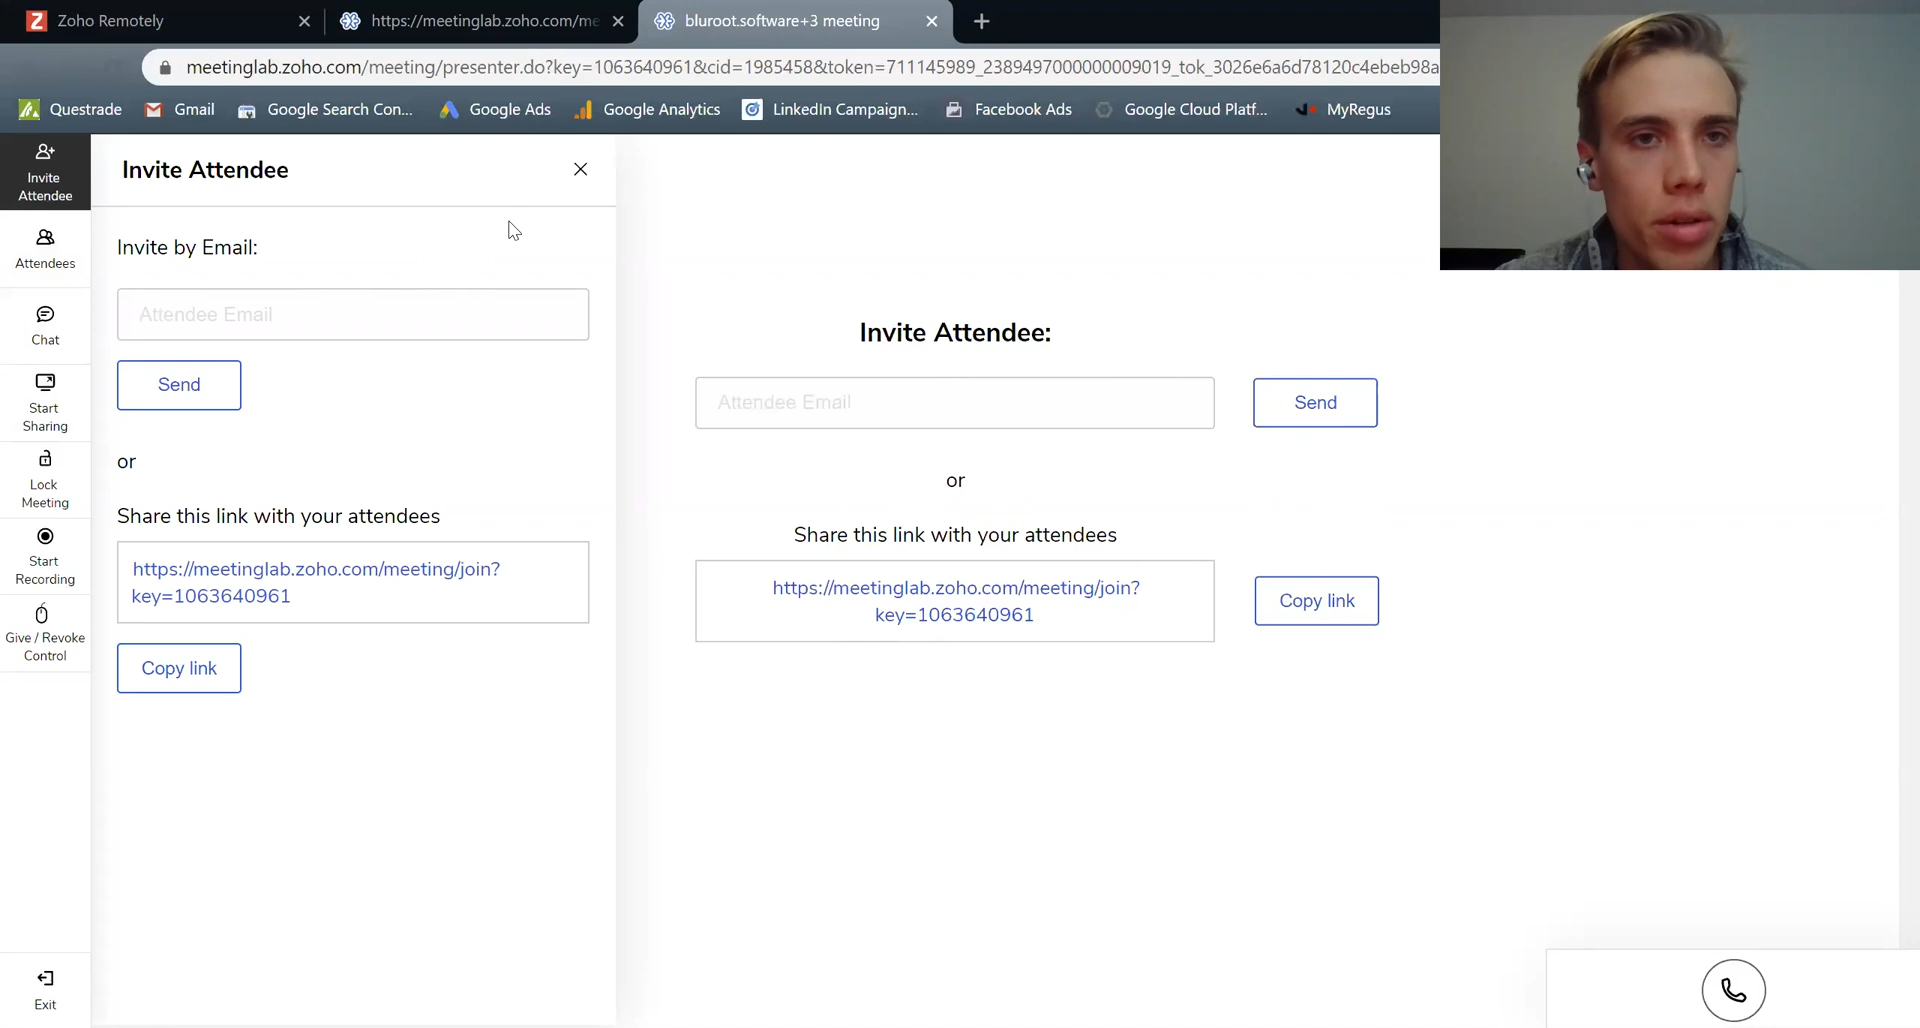 Zoho Remotely
https://meetinglab.zoho.com/me
bluroot.software+3 meeting
meetinglab.zoho.com/meeting/presenter.do?key=1063640961&cid=1985458&token=711145989_2389497000000009019_tok_3026e6a6d78120c4ebeb98a
Questrade
Gmail
Google Search Con...
Google Ads
Google Analytics
LinkedIn Campaign...
Facebook Ads
Google Cloud Platf...
MyRegus
Invite
Attendee
Attendees
Chat
Start
Sharing
Lock
Meeting
Start
Recording
Give / Revoke
Control
Exit
Invite Attendee
Invite by Email:
Attendee Email
Send
or
Share this link with your attendees
https://meetinglab.zoho.com/meeting/join?
key=1063640961
Copy link
Invite Attendee:
Attendee Email
Send
or
Share this link with your attendees
https://meetinglab.zoho.com/meeting/join?
key=1063640961
Copy link